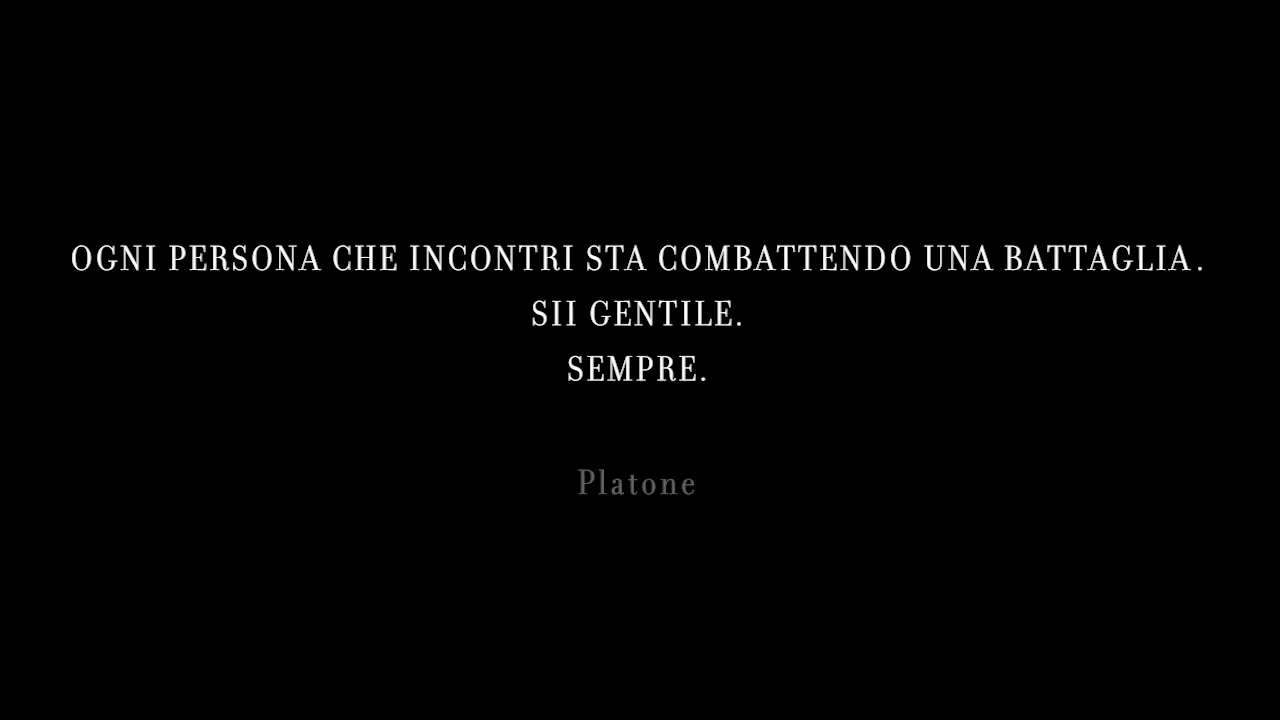 OGNI PERSONA CHE INCONTRI STA COMBATTENDO UNA BATTAGLIA.
SII GENTILE.
SEMPRE.
Platone